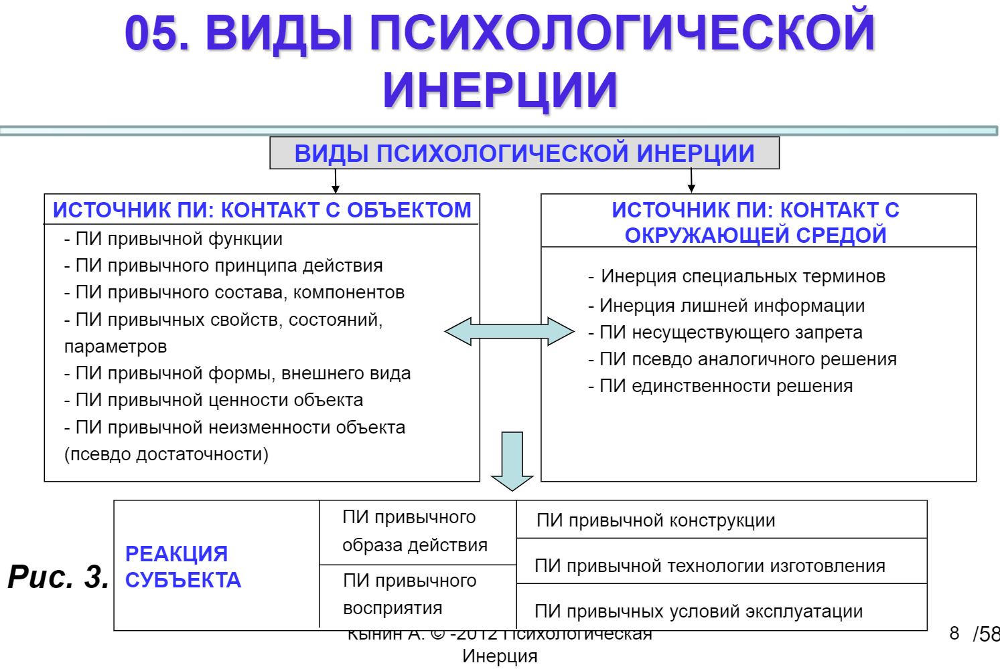 05. ВИДЫ ПСИХОЛОГИЧЕСКОЙ
ИНЕРЦИИ
ВИДЫ ПСИХОЛОГИЧЕСКОЙ ИНЕРЦИИ
ИСТОЧНИК ПИ: КОНТАКТ С ОБЪЕКТОМ
- ПИ привычной функции
- ПИ привычного принципа действия
- ПИ привычного состава, компонентов
- ПИ привычных свойств, состояний,
параметров
- ПИ привычной формы, внешнего вида
- ПИ привычной ценности объекта
- ПИ привычной неизменности объекта
(псевдо достаточности)
ИСТОЧНИК ПИ: КОНТАКТ С
ОКРУЖАЮЩЕЙ СРЕДОЙ
- Инерция специальных терминов
- Инерция лишней информации
- ПИ несуществующего запрета
- ПИ псевдо аналогичного решения
- ПИ единственности решения
Рис. 3.
РЕАКЦИЯ
СУБЪЕКТА
ПИ привычного
образа действия
ПИ привычного
восприятия
ПИ привычной конструкции
ПИ привычной технологии изготовления
ПИ привычных условий эксплуатации
Кынин А. © -2012 Психологическая
Инерция
8 /58